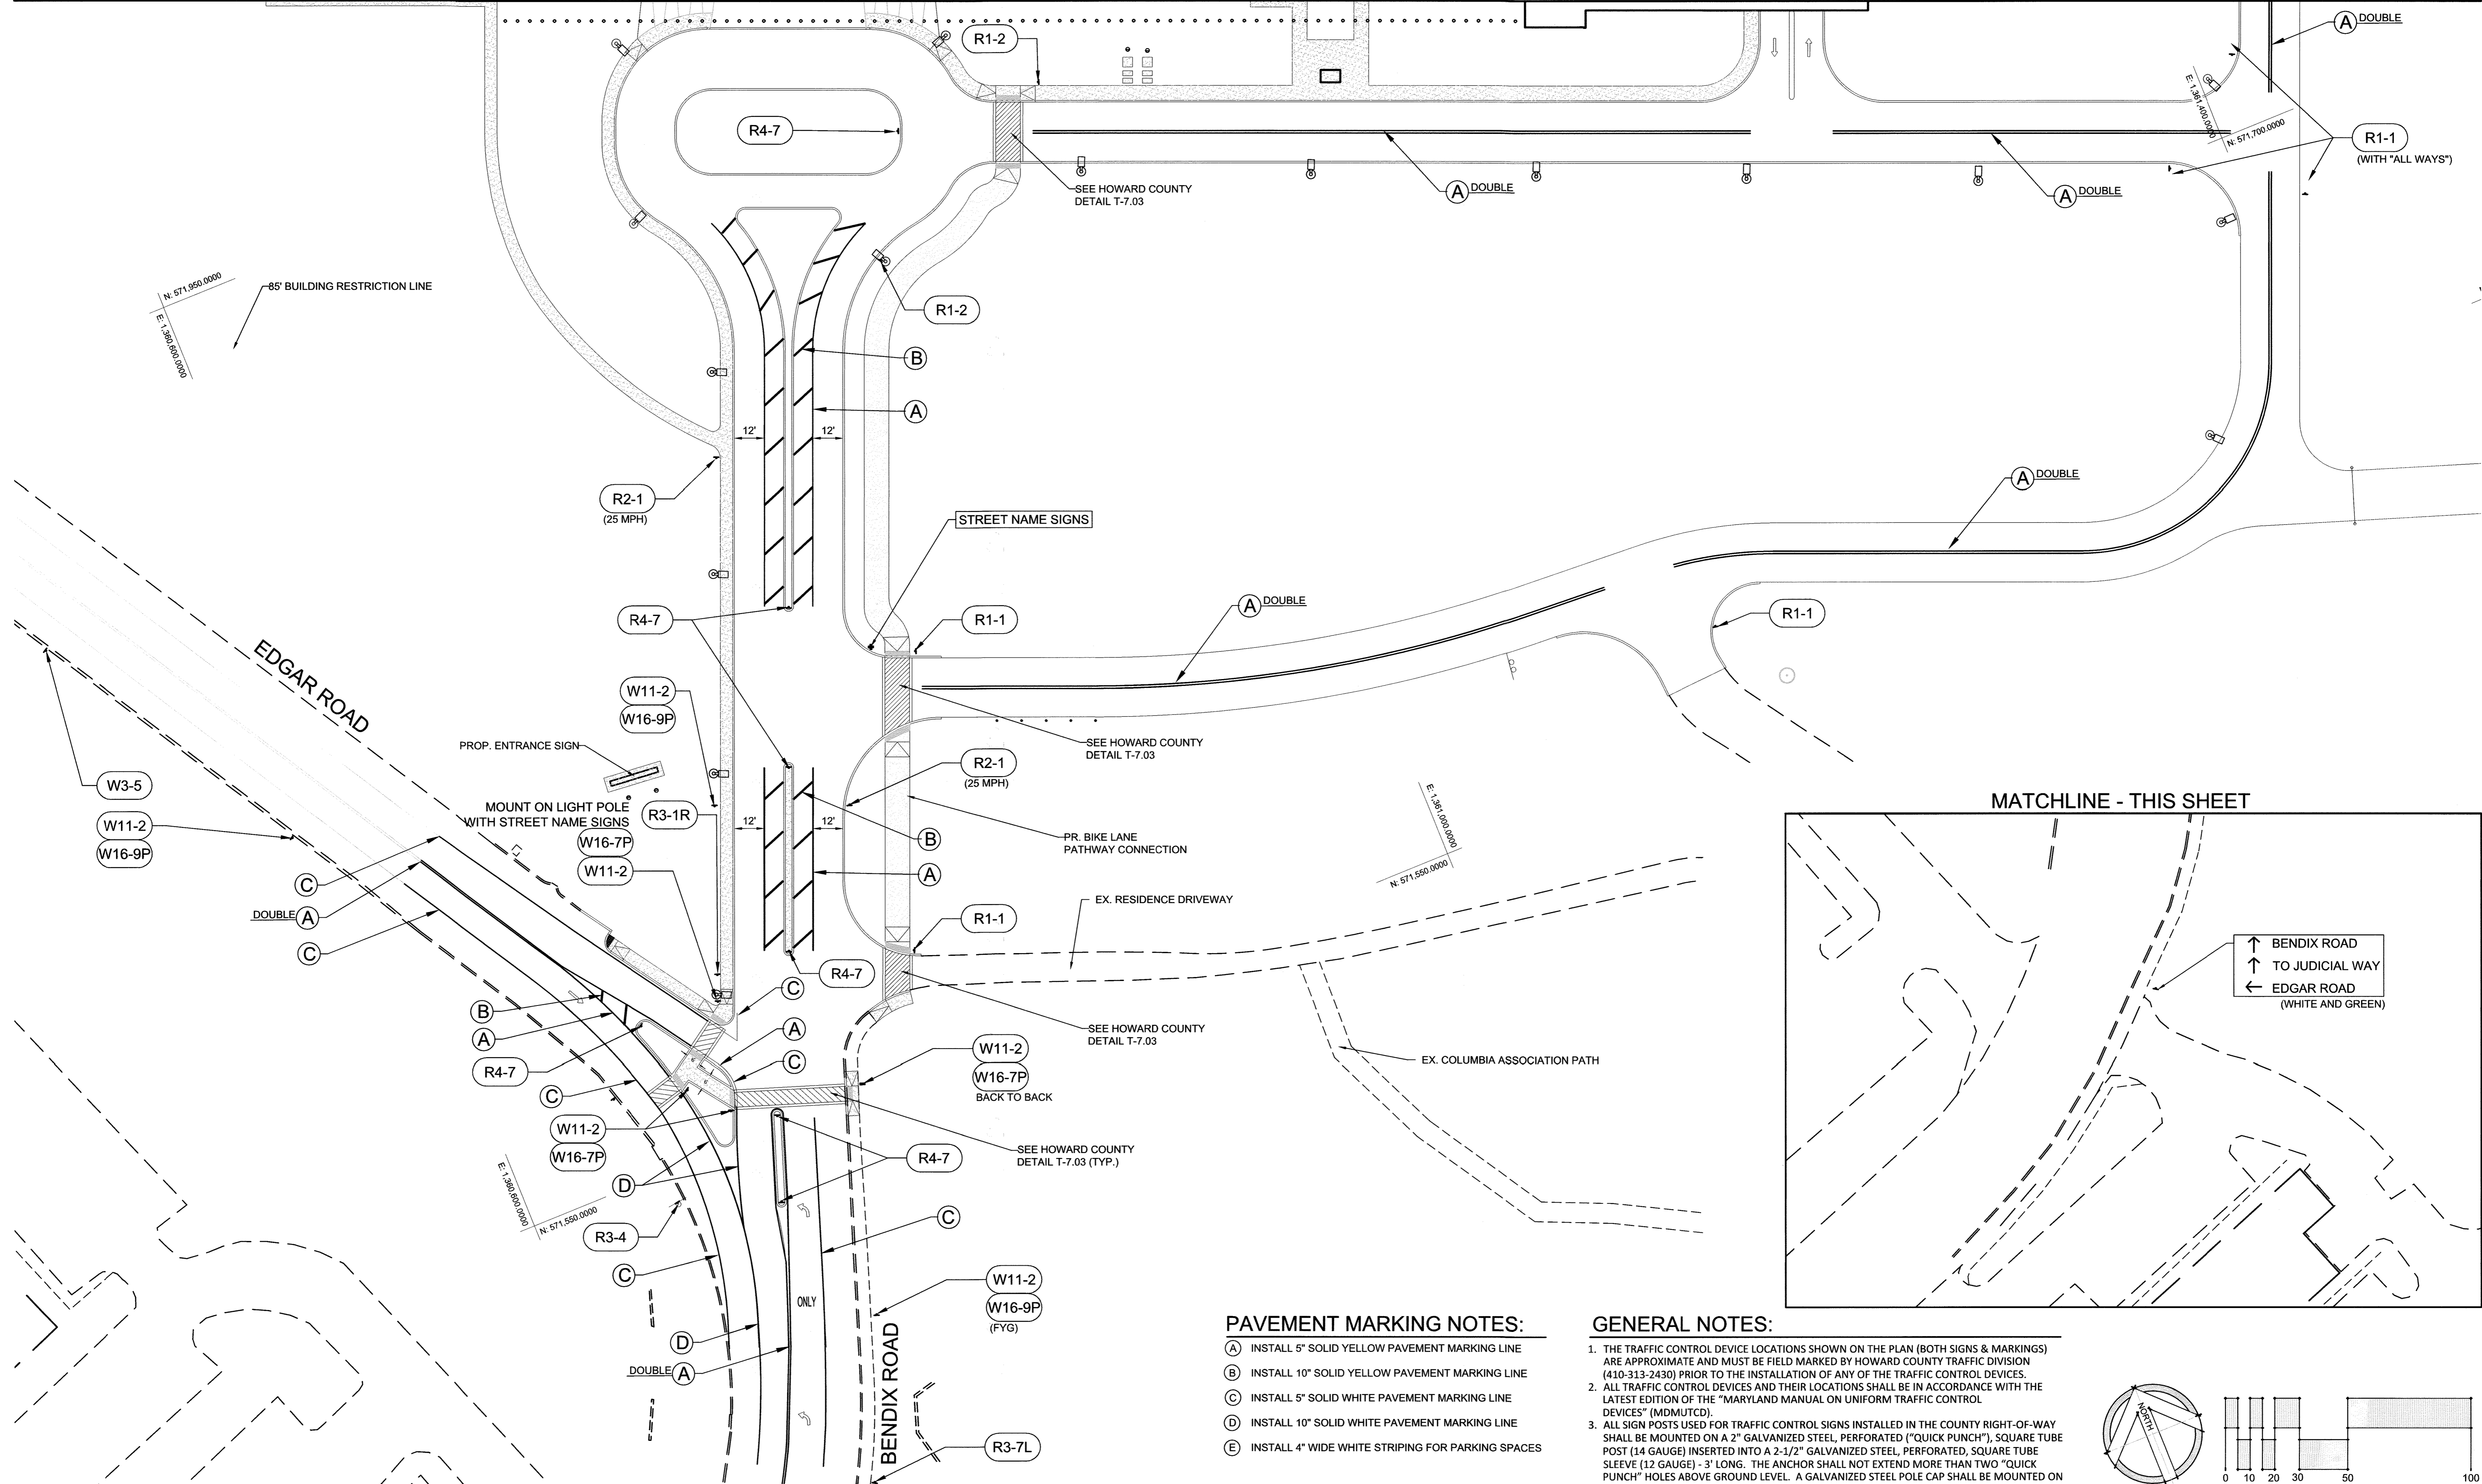 A DOUBLE
R1-2
E: 1,361,400.0000
N: 571,700.0000
R4-7
R1-1
(WITH "ALL WAYS")
SEE HOWARD COUNTY
DETAIL T-7.03
A DOUBLE
A DOUBLE
N: 571,950.0000
E: 1,360,600.0000
85' BUILDING RESTRICTION LINE
R1-2
B
A
12'
12'
R2-1
(25 MPH)
A DOUBLE
STREET NAME SIGNS
R4-7
R1-1
A DOUBLE
R1-1
EDGAR ROAD
W11-2
W16-9P
PROP. ENTRANCE SIGN
SEE HOWARD COUNTY
DETAIL T-7.03
R2-1
(25 MPH)
W3-5
W11-2
W16-9P
MOUNT ON LIGHT POLE
WITH STREET NAME SIGNS
R3-1R
W16-7P
W11-2
12'
12'
B
PR. BIKE LANE
PATHWAY CONNECTION
A
E: 1,361,000.0000
N: 571,550.0000
MATCHLINE - THIS SHEET
C
DOUBLE A
C
EX. RESIDENCE DRIVEWAY
R1-1
R4-7
C
BENDIX ROAD
TO JUDICIAL WAY
EDGAR ROAD
(WHITE AND GREEN)
B
A
R4-7
C
A
C
SEE HOWARD COUNTY
DETAIL T-7.03
W11-2
W16-7P
BACK TO BACK
EX. COLUMBIA ASSOCIATION PATH
W11-2
W16-7P
SEE HOWARD COUNTY
DETAIL T-7.03 (TYP.)
R4-7
D
E: 1,360,600.0000
N: 571,550.0000
R3-4
C
C
ONLY
W11-2
W16-9P
(FYG)
D
DOUBLE A
BENDIX ROAD
R3-7L
PAVEMENT MARKING NOTES:
A INSTALL 5" SOLID YELLOW PAVEMENT MARKING LINE
B INSTALL 10" SOLID YELLOW PAVEMENT MARKING LINE
C INSTALL 5" SOLID WHITE PAVEMENT MARKING LINE
D INSTALL 10" SOLID WHITE PAVEMENT MARKING LINE
E INSTALL 4" WIDE WHITE STRIPING FOR PARKING SPACES
GENERAL NOTES:
1. THE TRAFFIC CONTROL DEVICE LOCATIONS SHOWN ON THE PLAN (BOTH SIGNS & MARKINGS)
ARE APPROXIMATE AND MUST BE FIELD MARKED BY HOWARD COUNTY TRAFFIC DIVISION
(410-313-2430) PRIOR TO THE INSTALLATION OF ANY OF THE TRAFFIC CONTROL DEVICES.
2. ALL TRAFFIC CONTROL DEVICES AND THEIR LOCATIONS SHALL BE IN ACCORDANCE WITH THE
LATEST EDITION OF THE "MARYLAND MANUAL ON UNIFORM TRAFFIC CONTROL
DEVICES" (MDMUTCD).
3. ALL SIGN POSTS USED FOR TRAFFIC CONTROL SIGNS INSTALLED IN THE COUNTY RIGHT-OF-WAY
SHALL BE MOUNTED ON A 2" GALVANIZED STEEL, PERFORATED ("QUICK PUNCH"), SQUARE TUBE
POST (14 GAUGE) INSERTED INTO A 2-1/2" GALVANIZED STEEL, PERFORATED, SQUARE TUBE
SLEEVE (12 GAUGE) - 3' LONG. THE ANCHOR SHALL NOT EXTEND MORE THAN TWO "QUICK
PUNCH" HOLES ABOVE GROUND LEVEL. A GALVANIZED STEEL POLE CAP SHALL BE MOUNTED ON
NORTH
0 10 20 30 50 100